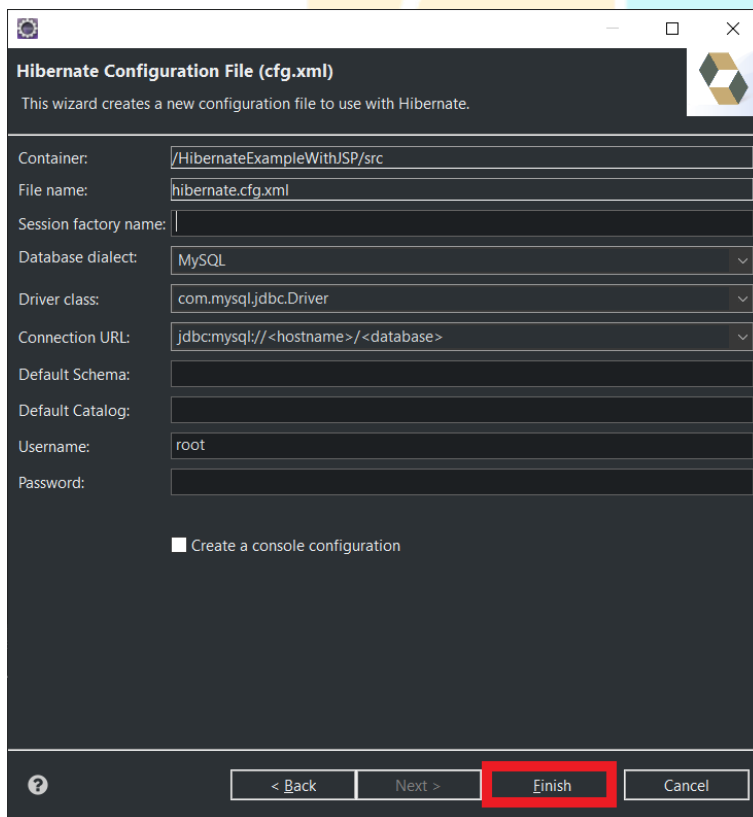 Hibernate Configuration File (cfg.xml)
This wizard creates a new configuration file to use with Hibernate.
Container: /HibernateExampleWithJSP/src
File name: hibernate.cfg.xml
Session factory name:
Database dialect: MySQL
Driver class: com.mysql.jdbc.Driver
Connection URL: jdbc:mysql://<hostname>/<database>
Default Schema:
Default Catalog:
Username: root
Password:
Create a console configuration
? < Back Next > Finish Cancel